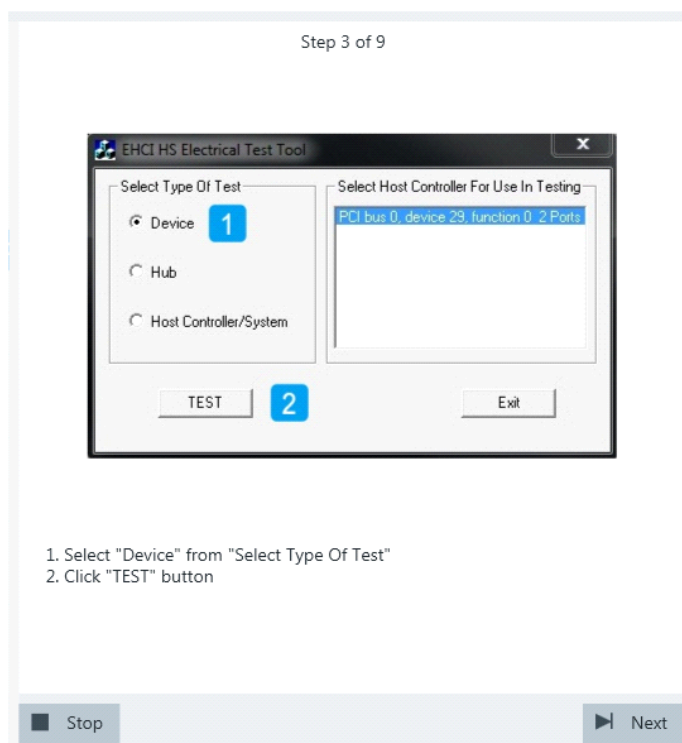 Step 3 of 9
EHCI HS Electrical Test Tool
x
Select Type Of Test
Select Host Controller For Use In Testing
Device
1
PCI bus 0, device 29, function 0 2 Ports
Hub
Host Controller/System
TEST
2
Exit
1. Select "Device" from "Select Type Of Test"
2. Click "TEST" button
Stop
Next